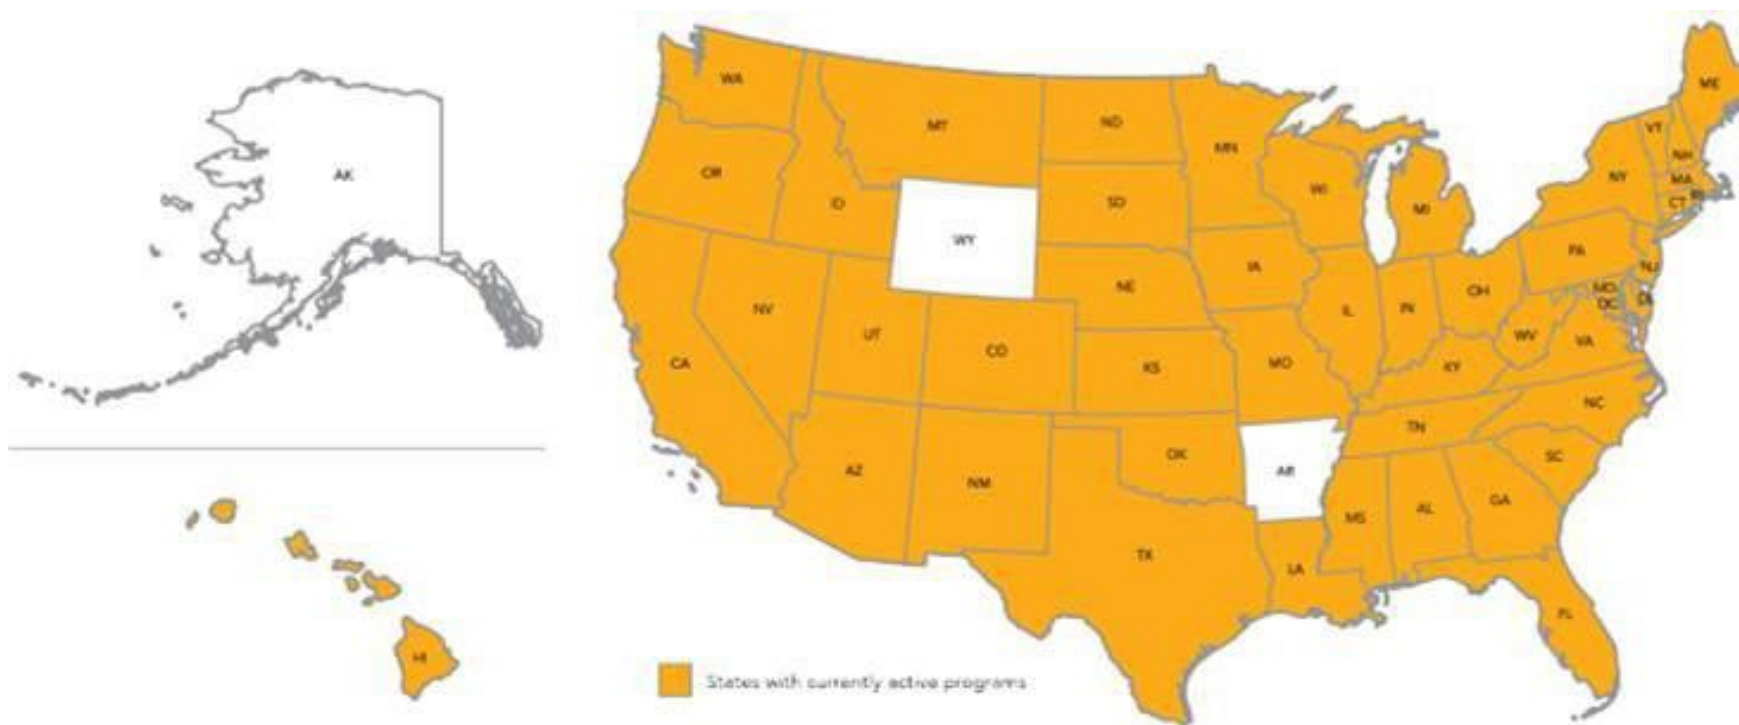 WA
ME
MT
ND
VT
MN
NH
OR
WI
NY
MA
AK
ID
SD
MI
CT
RI
WY
PA
IA
NJ
NE
OH
MD
DE
DC
NV
IL
IN
UT
WV
VA
CO
CA
MO
KS
KY
NC
TN
OK
SC
AZ
AR
NM
GA
MS
AL
TX
LA
FL
HI
States with currently active programs